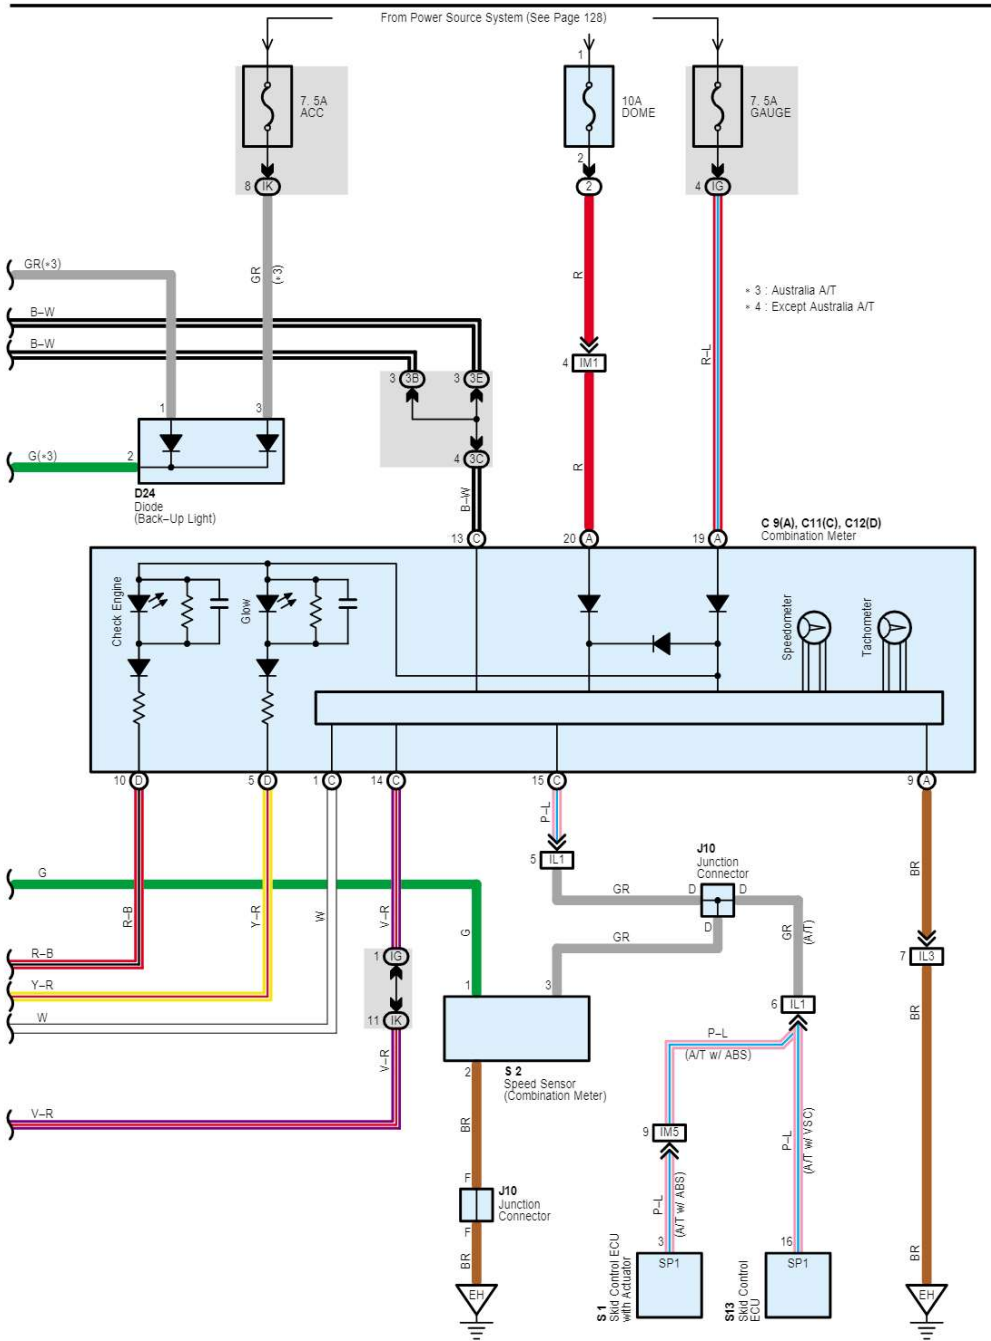 From Power Source System (See Page 128)
7. 5A
ACC
1
10A
DOME
2
7. 5A
GAUGE
8 IK
2
4 IG
GR(*3)
GR
(*3)
R
* 3 : Australia A/T
* 4 : Except Australia A/T
B–W
B–W
R–L
3 3B
3 3E
4 IM1
1
3
G(*3)
2
4 3C
R
D24
Diode
(Back–Up Light)
B–W
C 9(A), C11(C), C12(D)
Combination Meter
13 C
20 A
19 A
Check Engine
Glow
Speedometer
Tachometer
10 D
5 D
1 C
14 C
15 C
9 A
P–L
5 IL1
J10
Junction
Connector
G
GR
D
D
D
BR
R–B
Y–R
W
V–R
G
GR
GR
(A/T)
R–B
1 IG
7 IL3
Y–R
1
3
6 IL1
W
11 IK
P–L
(A/T w/ ABS)
BR
S 2
Speed Sensor
(Combination Meter)
2
V–R
V–R
BR
9 IM5
P–L
(A/T w/ VSC)
F
J10
Junction
Connector
F
P–L
(A/T w/ ABS)
BR
3
SP1
16
SP1
BR
EH
S 1
Skid Control ECU
with Actuator
S13
Skid Control
ECU
EH